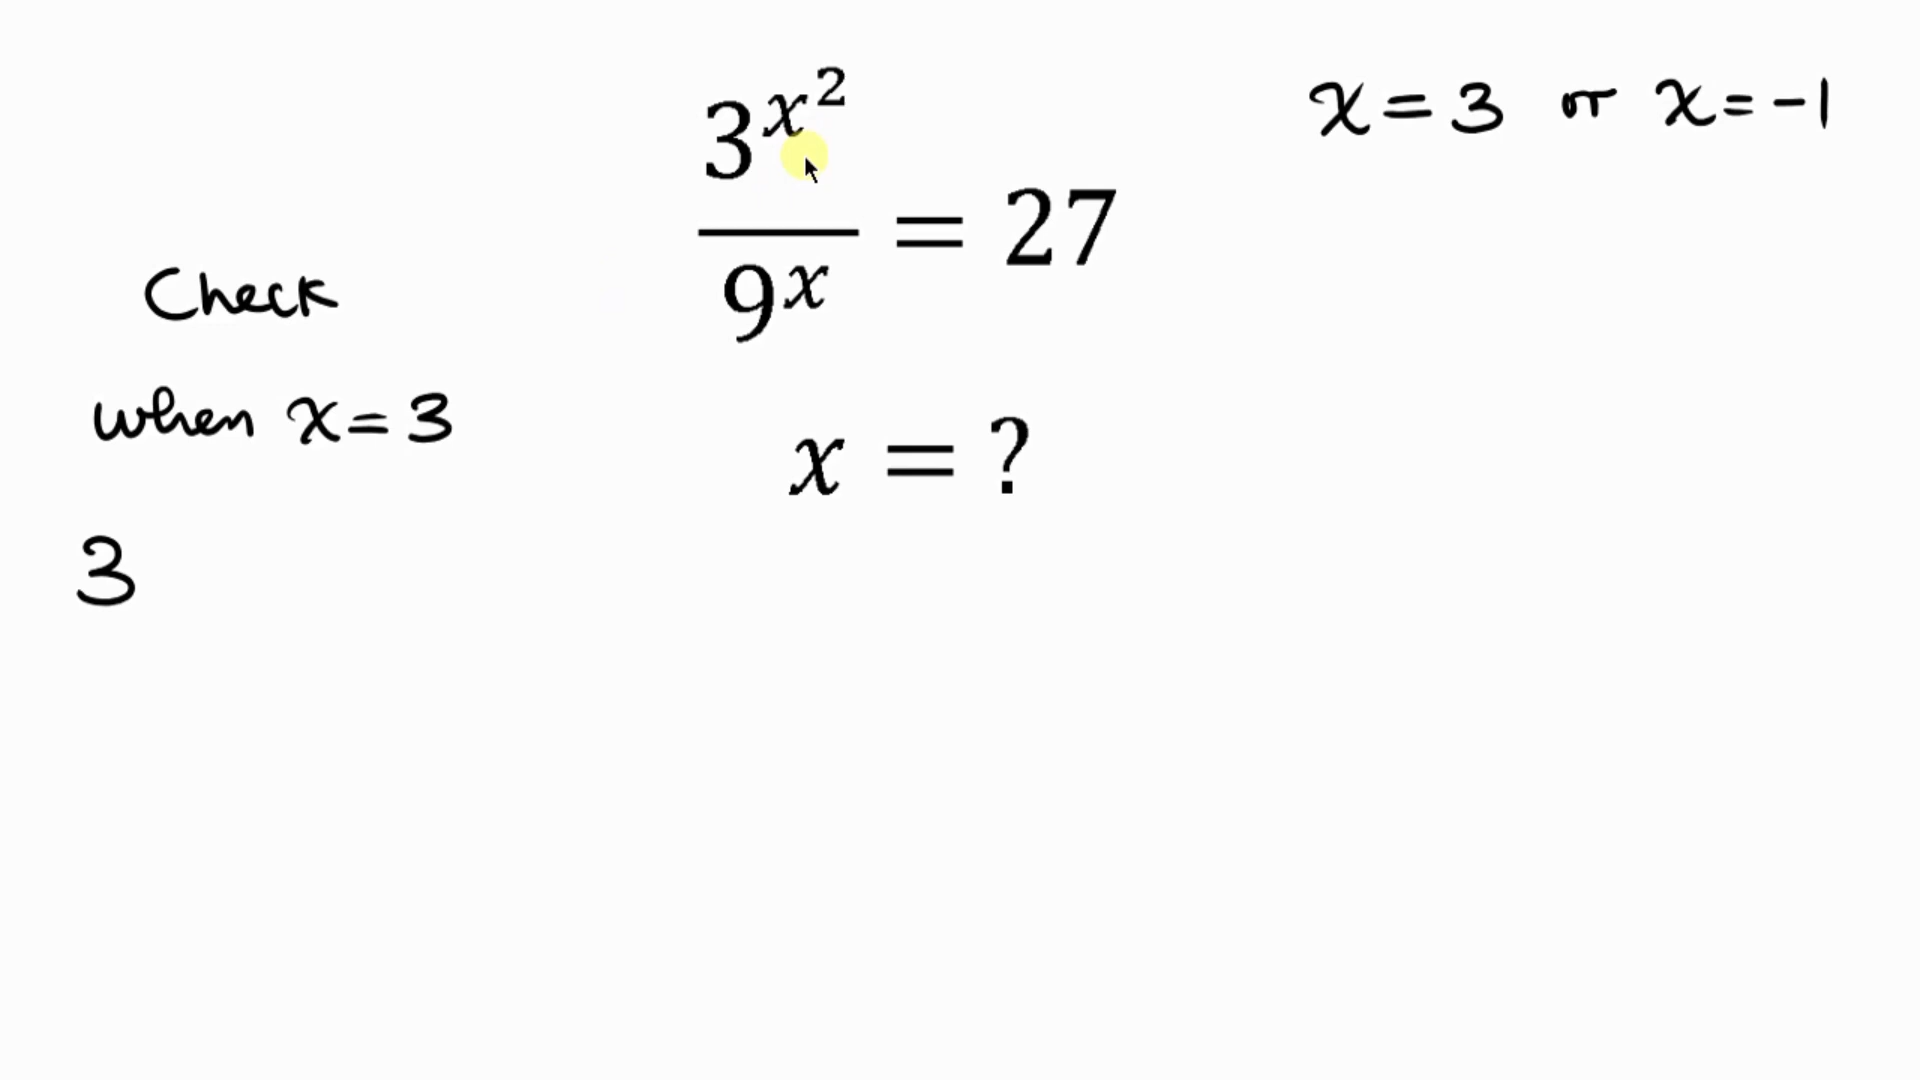 3^{x^2} / 9^x = 27
x = 3 or x = -1
Check
when x = 3
x = ?
3